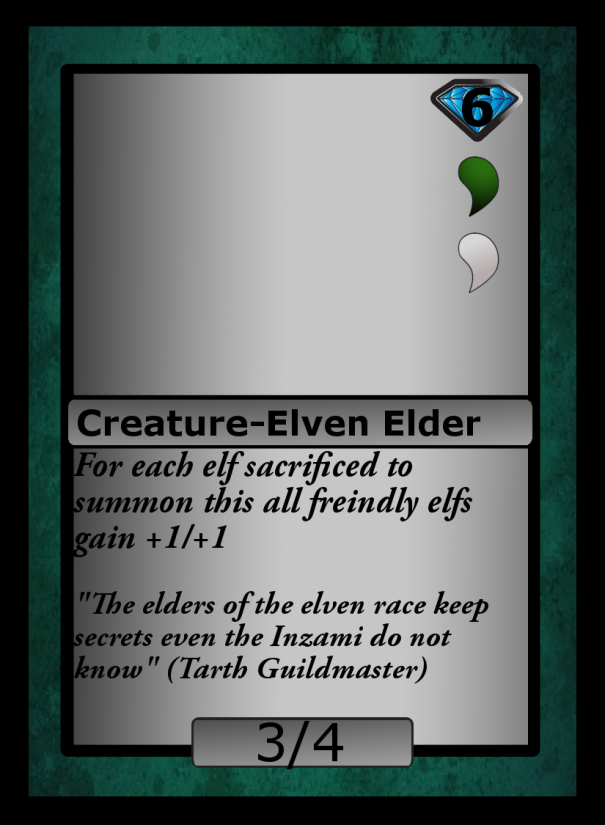 6
Creature-Elven Elder
For each elf sacrificed to
summon this all freindly elfs
gain +1/+1
"The elders of the elven race keep
secrets even the Inzami do not
know" (Tarth Guildmaster)
3/4